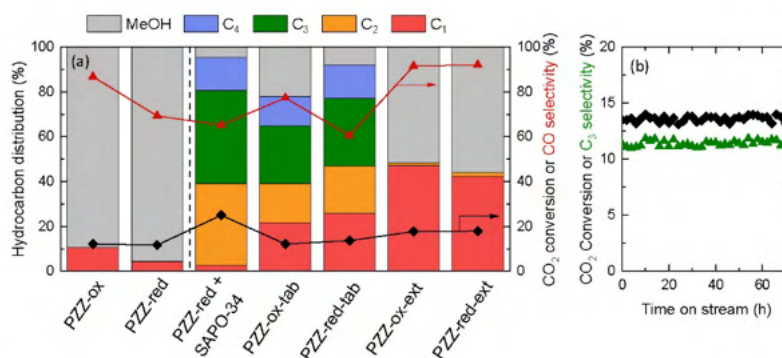 MeOH C₄ C₃ C₂ C₁
(a)
Hydrocarbon distribution (%)
100
80
60
40
20
0
100
80
60
40
20
0
CO₂ conversion or CO selectivity (%)
PZZ-ox
PZZ-red
PZZ-red +
SAPO-34
PZZ-ox-tab
PZZ-red-tab
PZZ-ox-ext
PZZ-red-ext
(b)
CO₂ Conversion or C₃ selectivity (%)
20
15
10
5
0
0 20 40 60
Time on stream (h)